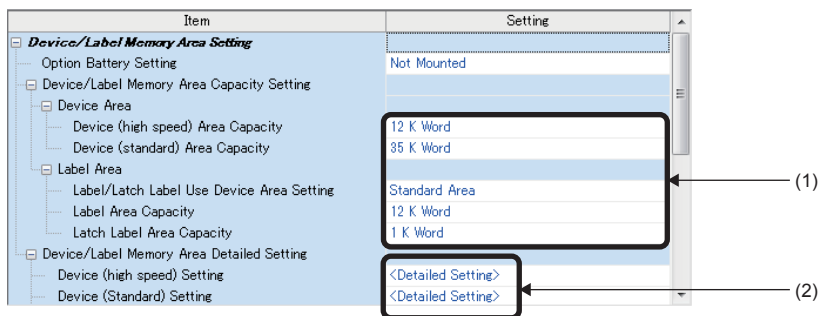 Item Setting
Device/Label Memory Area Setting
Option Battery Setting Not Mounted
Device/Label Memory Area Capacity Setting
Device Area
Device (high speed) Area Capacity 12 K Word
Device (standard) Area Capacity 35 K Word
Label Area
Label/Latch Label Use Device Area Setting Standard Area (1)
Label Area Capacity 12 K Word
Latch Label Area Capacity 1 K Word
Device/Label Memory Area Detailed Setting
Device (high speed) Setting <Detailed Setting>
Device (Standard) Setting <Detailed Setting> (2)